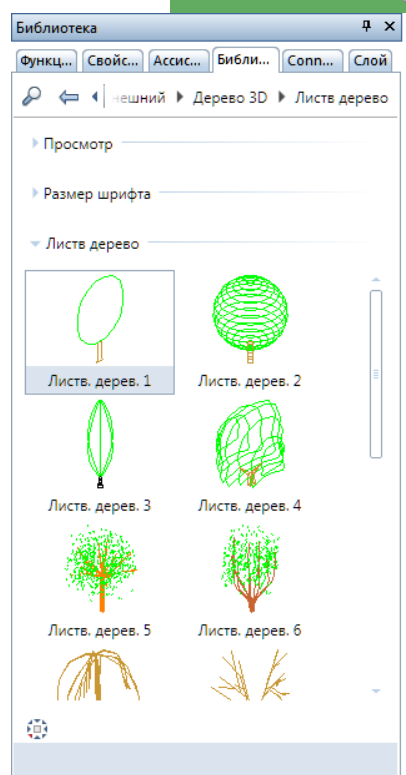 Библиотека
Функц... Свойс... Ассис... Библи... Conn... Слой
Дерево 3D Листв дерево
Просмотр
Размер шрифта
Листв дерево
Листв. дерев. 1 Листв. дерев. 2
Листв. дерев. 3 Листв. дерев. 4
Листв. дерев. 5 Листв. дерев. 6